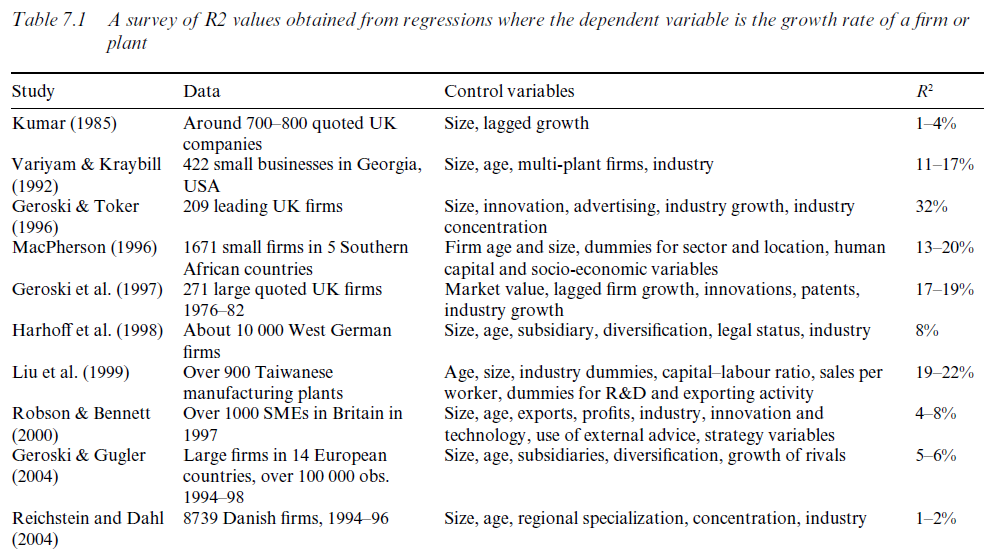 Table 7.1 A survey of R2 values obtained from regressions where the dependent variable is the growth rate of a firm or
plant
Study Data Control variables R²
Kumar (1985) Around 700–800 quoted UK Size, lagged growth 1–4%
companies
Variyam & Kraybill 422 small businesses in Georgia, Size, age, multi-plant firms, industry 11–17%
(1992) USA
Geroski & Toker 209 leading UK firms Size, innovation, advertising, industry growth, industry 32%
(1996) concentration
MacPherson (1996) 1671 small firms in 5 Southern Firm age and size, dummies for sector and location, human 13–20%
African countries capital and socio-economic variables
Geroski et al. (1997) 271 large quoted UK firms Market value, lagged firm growth, innovations, patents, 17–19%
1976–82 industry growth
Harhoff et al. (1998) About 10 000 West German Size, age, subsidiary, diversification, legal status, industry 8%
firms
Liu et al. (1999) Over 900 Taiwanese Age, size, industry dummies, capital–labour ratio, sales per 19–22%
manufacturing plants worker, dummies for R&D and exporting activity
Robson & Bennett Over 1000 SMEs in Britain in Size, age, exports, profits, industry, innovation and 4–8%
(2000) 1997 technology, use of external advice, strategy variables
Geroski & Gugler Large firms in 14 European Size, age, subsidiaries, diversification, growth of rivals 5–6%
(2004) countries, over 100 000 obs.
1994–98
Reichstein and Dahl 8739 Danish firms, 1994–96 Size, age, regional specialization, concentration, industry 1–2%
(2004)